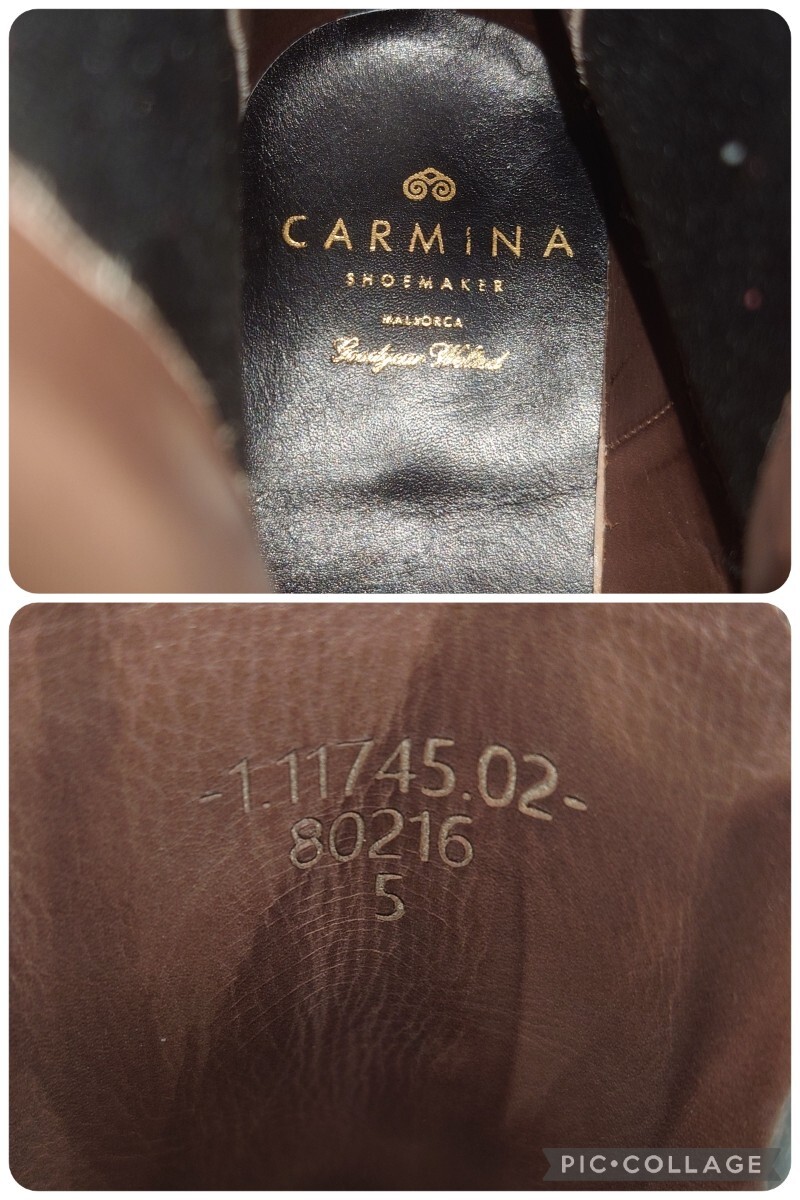 CARMINA
SHOEMAKER
MALLORCA
Goodyear Welted
-1.11745.02-
80216
5
PIC•COLLAGE